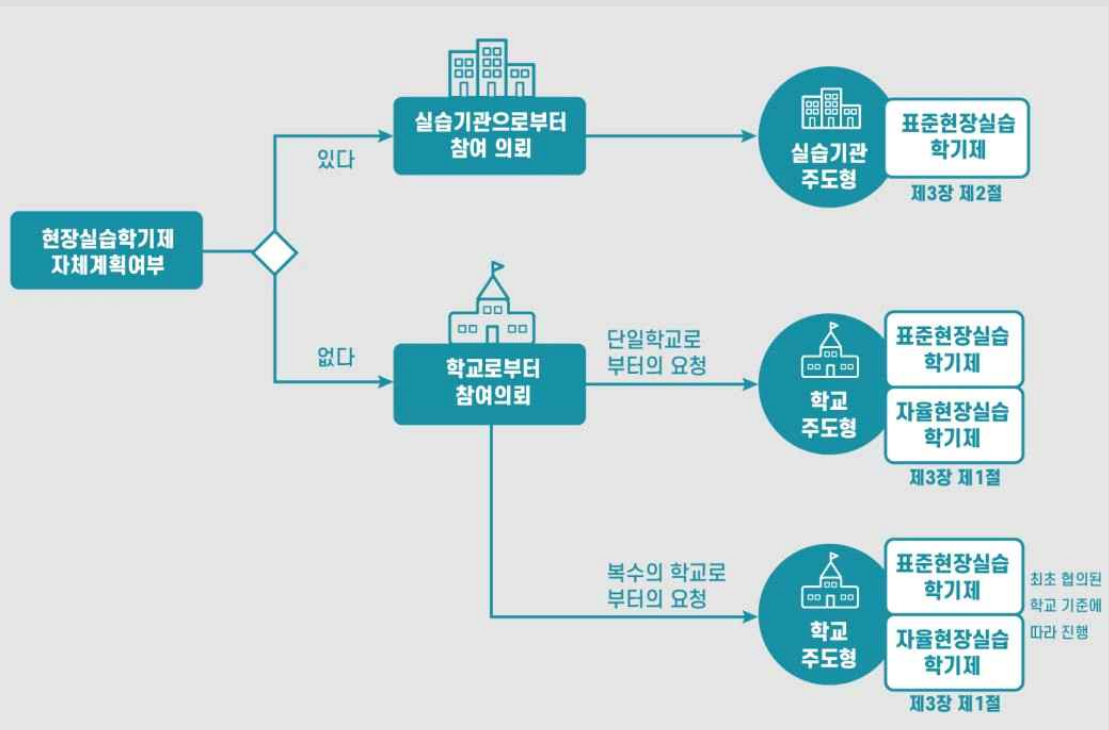 실습기관으로부터
참여 의뢰
있다
실습기관
주도형
표준현장실습
학기제
제3장 제2절
현장실습학기제
자체계획여부
없다
학교로부터
참여의뢰
단일학교로
부터의 요청
학교
주도형
표준현장실습
학기제
자율현장실습
학기제
제3장 제1절
복수의 학교로
부터의 요청
학교
주도형
표준현장실습
학기제
자율현장실습
학기제
최초 협의된
학교 기준에
따라 진행
제3장 제1절